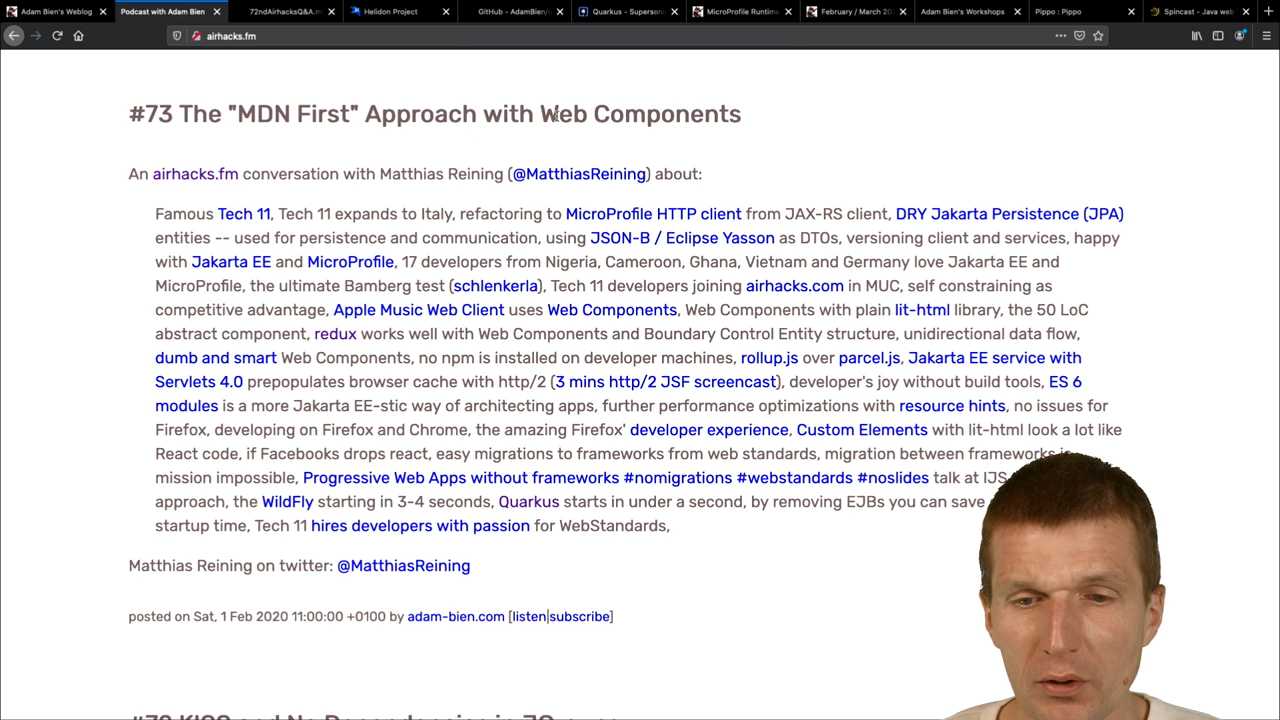 Adam Bien's Weblog
Podcast with Adam Bien
72ndAirhacksQ&A.m
Helidon Project
GitHub - AdamBien/
Quarkus - Superson
MicroProfile Runtime
February / March 202
Adam Bien's Workshops
Pippo : Pippo
Spincast - Java web
airhacks.fm
#73 The "MDN First" Approach with Web Components
An airhacks.fm conversation with Matthias Reining (@MatthiasReining) about:
Famous Tech 11, Tech 11 expands to Italy, refactoring to MicroProfile HTTP client from JAX-RS client, DRY Jakarta Persistence (JPA)
entities -- used for persistence and communication, using JSON-B / Eclipse Yasson as DTOs, versioning client and services, happy
with Jakarta EE and MicroProfile, 17 developers from Nigeria, Cameroon, Ghana, Vietnam and Germany love Jakarta EE and
MicroProfile, the ultimate Bamberg test (schlenkerla), Tech 11 developers joining airhacks.com in MUC, self constraining as
competitive advantage, Apple Music Web Client uses Web Components, Web Components with plain lit-html library, the 50 LoC
abstract component, redux works well with Web Components and Boundary Control Entity structure, unidirectional data flow,
dumb and smart Web Components, no npm is installed on developer machines, rollup.js over parcel.js, Jakarta EE service with
Servlets 4.0 prepopulates browser cache with http/2 (3 mins http/2 JSF screencast), developer's joy without build tools, ES 6
modules is a more Jakarta EE-stic way of architecting apps, further performance optimizations with resource hints, no issues for
Firefox, developing on Firefox and Chrome, the amazing Firefox' developer experience, Custom Elements with lit-html look a lot like
React code, if Facebooks drops react, easy migrations to frameworks from web standards, migration between frameworks is
mission impossible, Progressive Web Apps without frameworks #nomigrations #webstandards #noslides talk at IJS
approach, the WildFly starting in 3-4 seconds, Quarkus starts in under a second, by removing EJBs you can save
startup time, Tech 11 hires developers with passion for WebStandards,
Matthias Reining on twitter: @MatthiasReining
posted on Sat, 1 Feb 2020 11:00:00 +0100 by adam-bien.com [listen|subscribe]